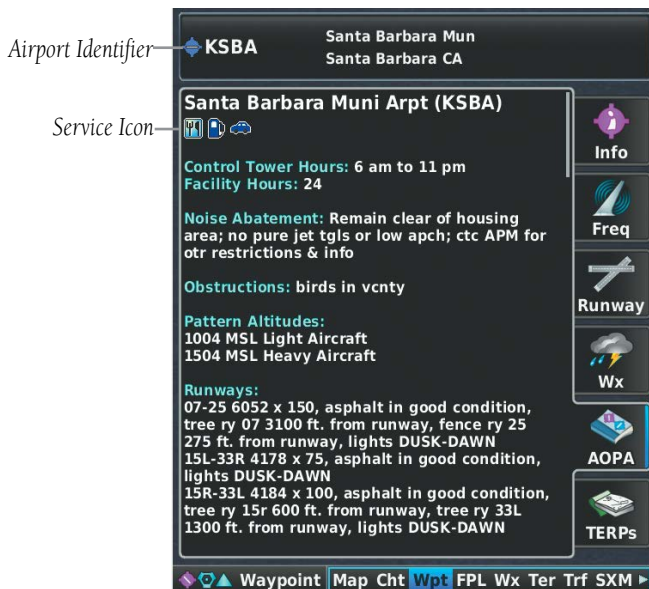 Airport Identifier
KSBA
Santa Barbara Mun
Santa Barbara CA
Service Icon
Santa Barbara Muni Arpt (KSBA)
Control Tower Hours: 6 am to 11 pm
Facility Hours: 24
Noise Abatement: Remain clear of housing
area; no pure jet tgls or low apch; ctc APM for
otr restrictions & info
Obstructions: birds in vcnty
Pattern Altitudes:
1004 MSL Light Aircraft
1504 MSL Heavy Aircraft
Runways:
07-25 6052 x 150, asphalt in good condition,
tree ry 07 3100 ft. from runway, fence ry 25
275 ft. from runway, lights DUSK-DAWN
15L-33R 4178 x 75, asphalt in good condition,
lights DUSK-DAWN
15R-33L 4184 x 100, asphalt in good condition,
tree ry 15r 600 ft. from runway, tree ry 33L
1300 ft. from runway, lights DUSK-DAWN
Info
Freq
Runway
Wx
AOPA
TERPs
Waypoint
Map Cht Wpt FPL Wx Ter Trf SXM